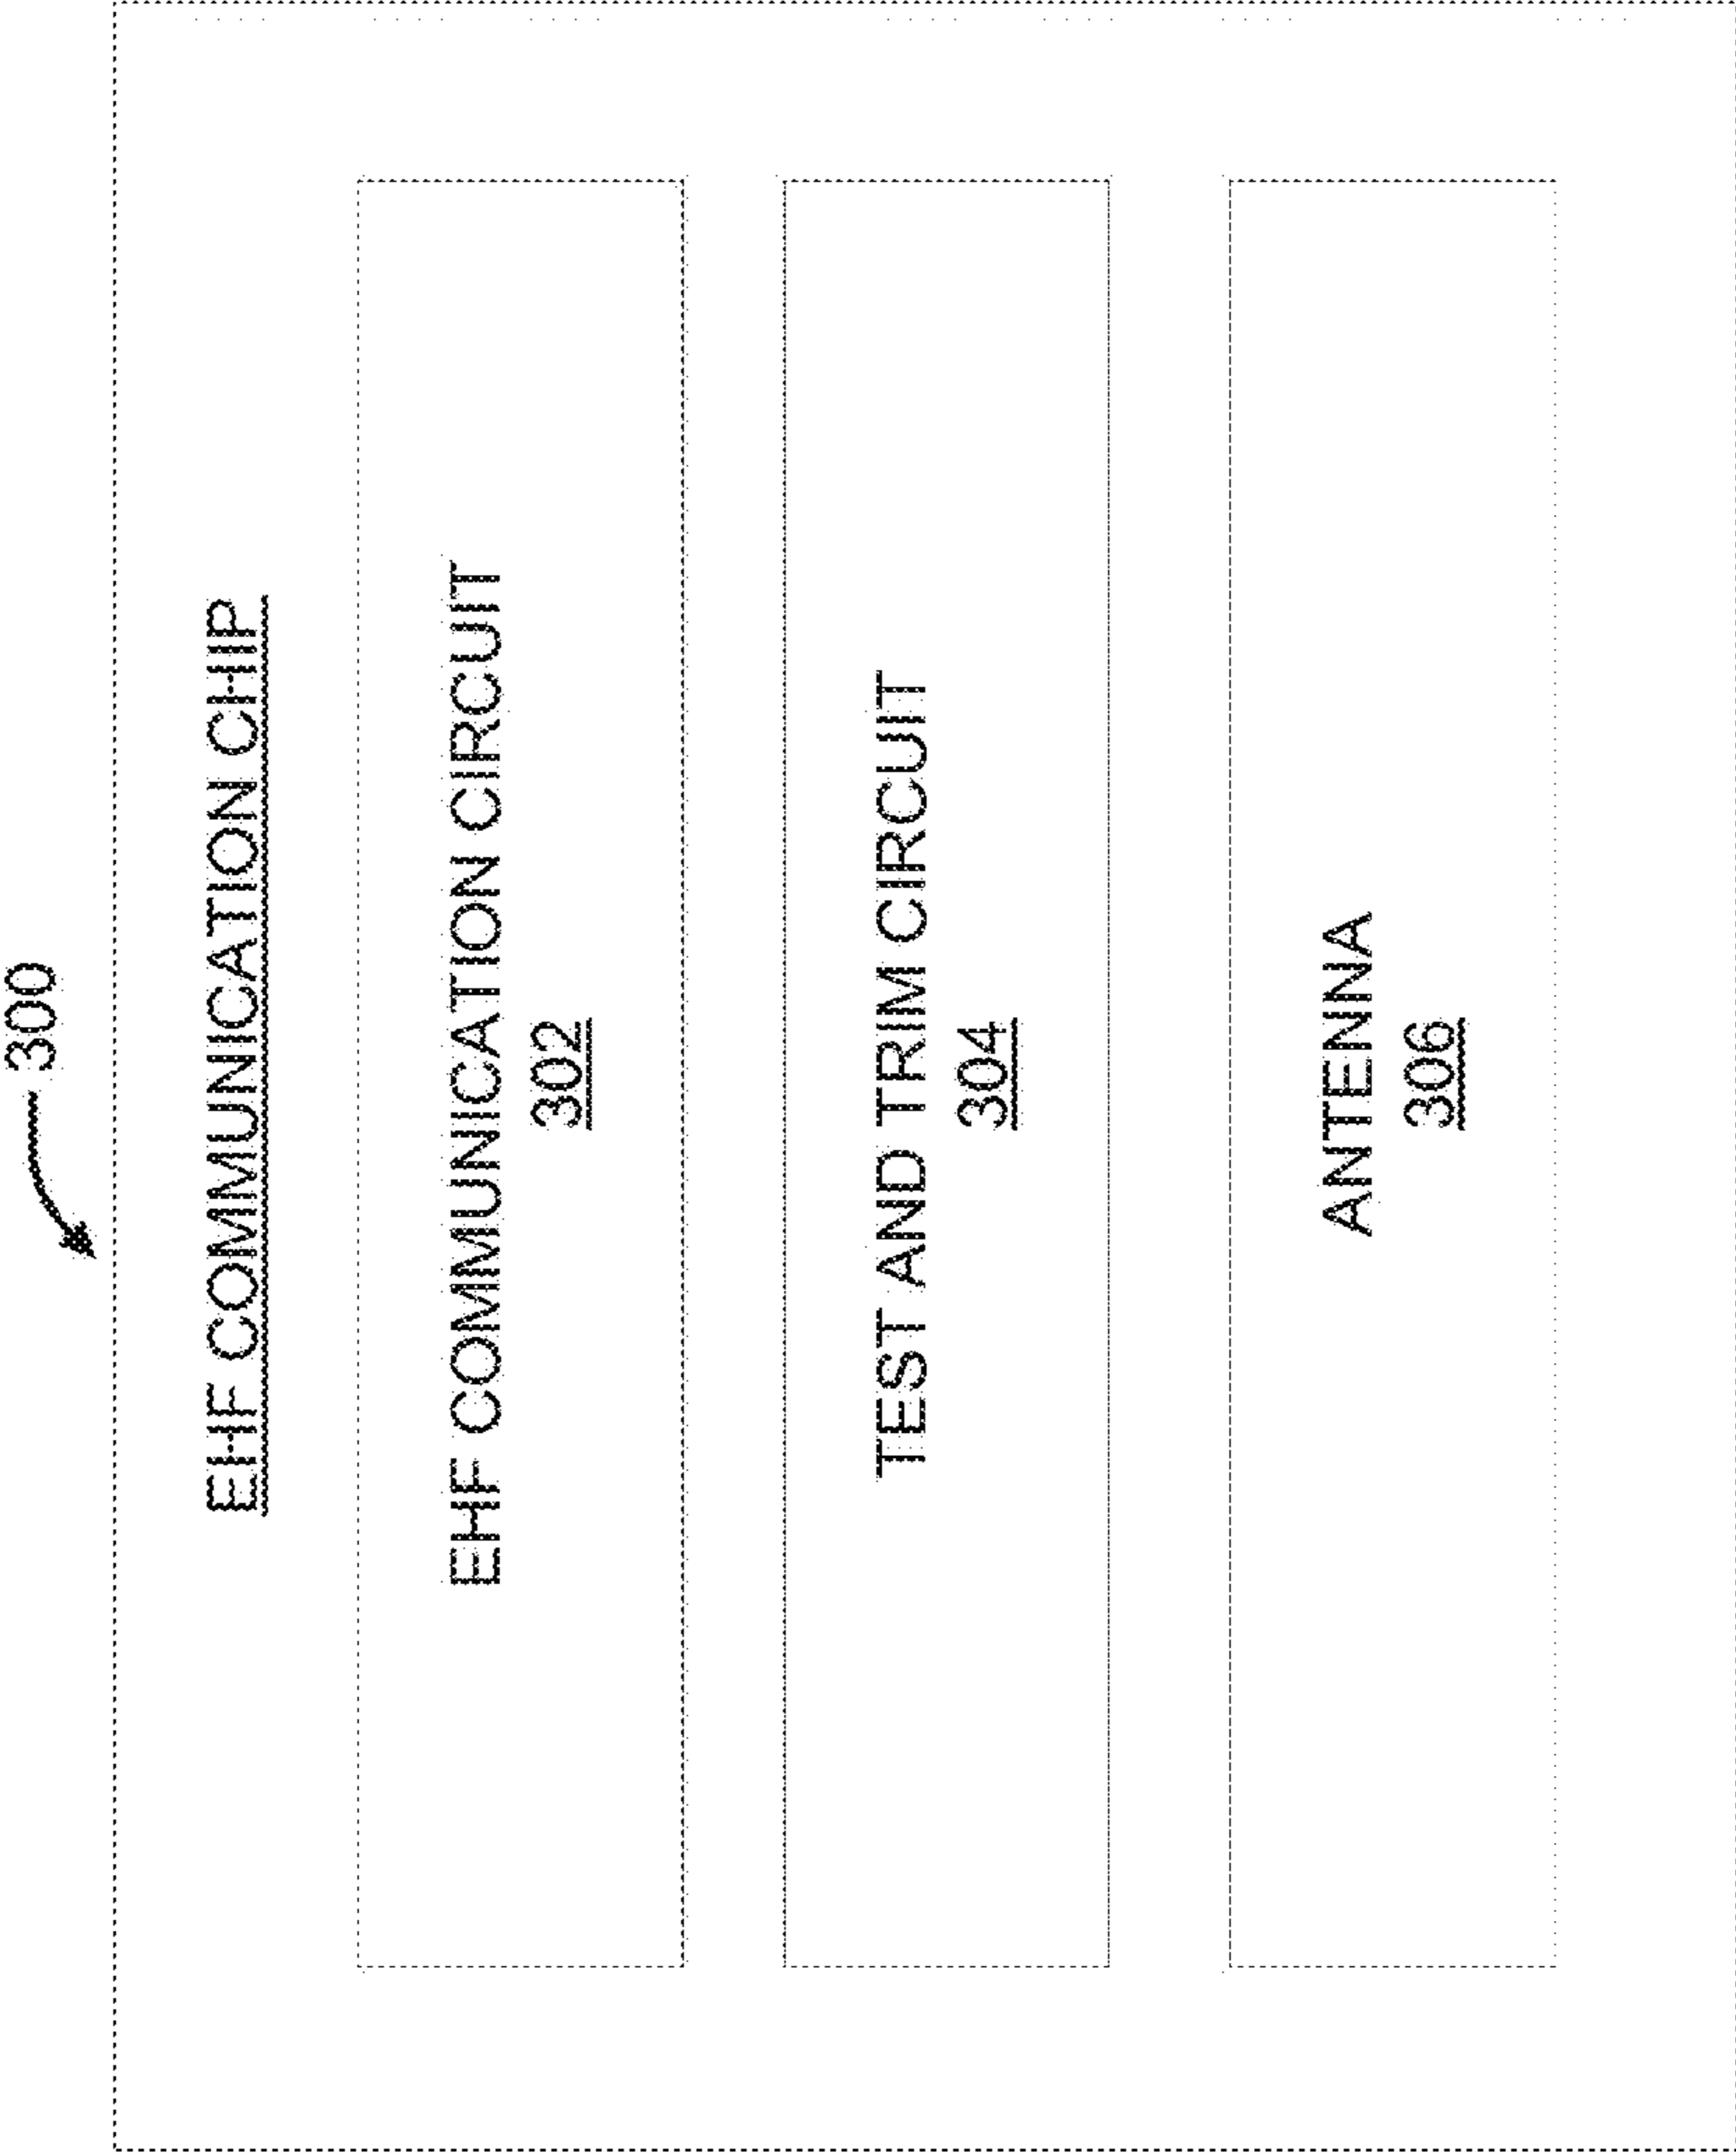 300
EHF COMMUNICATION CHIP
EHF COMMUNICATION CIRCUIT
302
TEST AND TRIM CIRCUIT
304
ANTENNA
306